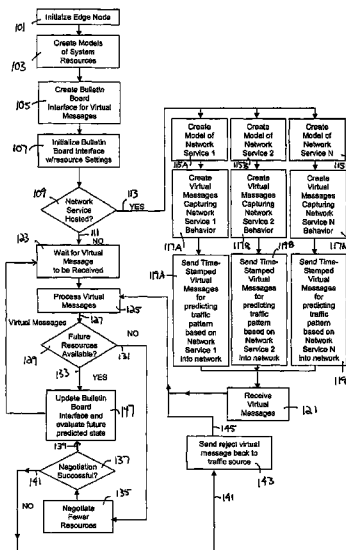 Initialize Edge Node
101
Create Models
of System
Resources
103
Create Bulletin
Board
Interface for Virtual
Messages
105
Initialize Bulletin
Board Interface
w/resource Settings
107
109
Network
Service
Hosted?
113
YES
111
NO
123
Wait for Virtual
Message
to be Received
Process Virtual
Messages
125
Virtual Messages
127
129
Future
Resources
Available?
NO
131
133
YES
Update Bulletin
Board
Interface and
evaluate future
predicted state
147
139
Negotiation
Successful?
137
141
NO
135
Negotiate
Fewer
Resources
Create
Model of
Network
Service 1
115A
Create
Model of
Network
Service 2
115B
Create
Model of
Network
Service N
115
Create
Virtual
Messages
Capturing
Network
Service 1
Behavior
117A
Create
Virtual
Messages
Capturing
Network
Service 2
Behavior
117B
Create
Virtual
Messages
Capturing
Network
Service N
Behavior
117N
119A
Send Time-
Stamped
Virtual
Messages for
predicting
traffic
pattern
based on
Network
Service 1
into network
119B
Send Time-
Stamped
Virtual
Messages for
predicting
traffic
pattern
based on
Network
Service 2
into network
Send Time-
Stamped
Virtual
Messages for
predicting
traffic
pattern
based on
Network
Service N
into network
119
Receive
Virtual
Messages
121
145
Send reject virtual
message back to
traffic source
143
141